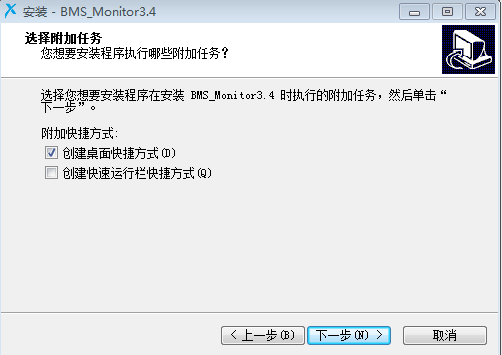 安装 - BMS_Monitor3.4
选择附加任务
您想要安装程序执行哪些附加任务?
选择您想要安装程序在安装 BMS_Monitor3.4 时执行的附加任务，然后单击“
下一步”。
附加快捷方式:
创建桌面快捷方式(D)
创建快速运行栏快捷方式(Q)
< 上一步(B) 下一步(N) > 取消